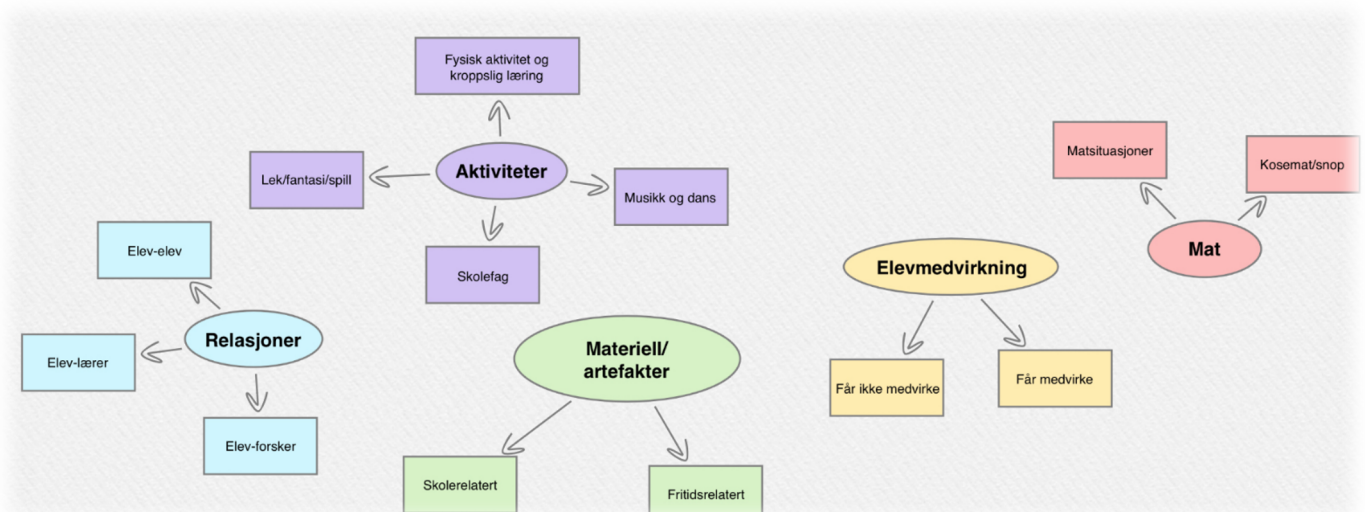 Fysisk aktivitet og
kroppslig læring
Lek/fantasi/spill
Aktiviteter
Musikk og dans
Skolefag
Elev-elev
Relasjoner
Elev-lærer
Elev-forsker
Materiell/
artefakter
Skolerelatert
Fritidsrelatert
Elevmedvirkning
Får ikke medvirke
Får medvirke
Matsituasjoner
Kosemat/snop
Mat